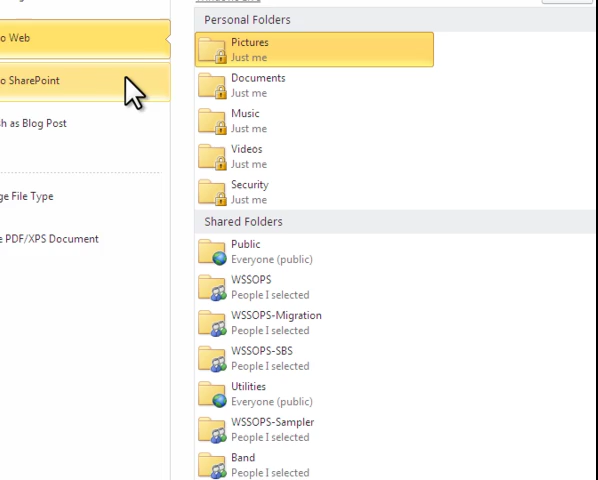 o Web
o SharePoint
h as Blog Post
ge File Type
e PDF/XPS Document
Personal Folders
Pictures
Just me
Documents
Just me
Music
Just me
Videos
Just me
Security
Just me
Shared Folders
Public
Everyone (public)
WSSOPS
People I selected
WSSOPS-Migration
People I selected
WSSOPS-SBS
People I selected
Utilities
Everyone (public)
WSSOPS-Sampler
People I selected
Band
People I selected